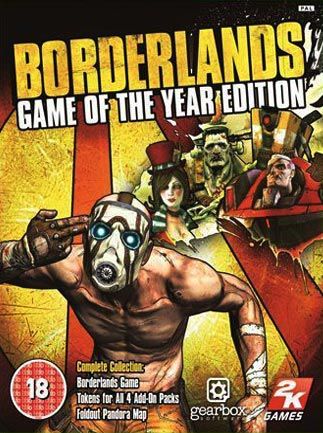 PAL
BORDERLANDS
GAME OF THE YEAR EDITION
Complete Collection:
Borderlands Game
Tokens for All 4 Add-On Packs
Foldout Pandora Map
18
gearbox
software
2K
GAMES